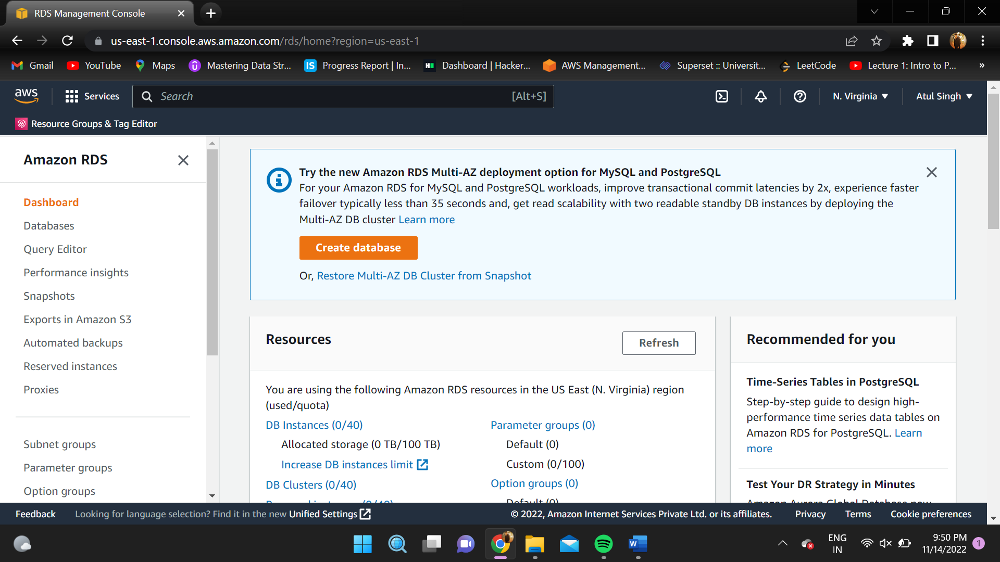 RDS Management Console
us-east-1.console.aws.amazon.com/rds/home?region=us-east-1
Gmail YouTube Maps Mastering Data Str... Progress Report | In... Dashboard | Hacker... AWS Management... Superset :: Universit... LeetCode Lecture 1: Intro to P... »
aws Services Search [Alt+S] N. Virginia Atul Singh
Resource Groups & Tag Editor
Amazon RDS
Dashboard
Databases
Query Editor
Performance insights
Snapshots
Exports in Amazon S3
Automated backups
Reserved instances
Proxies
Subnet groups
Parameter groups
Option groups
Try the new Amazon RDS Multi-AZ deployment option for MySQL and PostgreSQL
For your Amazon RDS for MySQL and PostgreSQL workloads, improve transactional commit latencies by 2x, experience faster
failover typically less than 35 seconds and, get read scalability with two readable standby DB instances by deploying the
Multi-AZ DB cluster Learn more
Create database
Or, Restore Multi-AZ DB Cluster from Snapshot
Resources
Refresh
You are using the following Amazon RDS resources in the US East (N. Virginia) region
(used/quota)
DB Instances (0/40)
Allocated storage (0 TB/100 TB)
Increase DB instances limit
DB Clusters (0/40)
Parameter groups (0)
Default (0)
Custom (0/100)
Option groups (0)
Default (0)
Recommended for you
Time-Series Tables in PostgreSQL
Step-by-step guide to design high-
performance time series data tables on
Amazon RDS for PostgreSQL. Learn
more
Test Your DR Strategy in Minutes
Amazon Aurora Global Database now
Feedback Looking for language selection? Find it in the new Unified Settings © 2022, Amazon Internet Services Private Ltd. or its affiliates. Privacy Terms Cookie preferences
ENG
IN
9:50 PM
11/14/2022
1